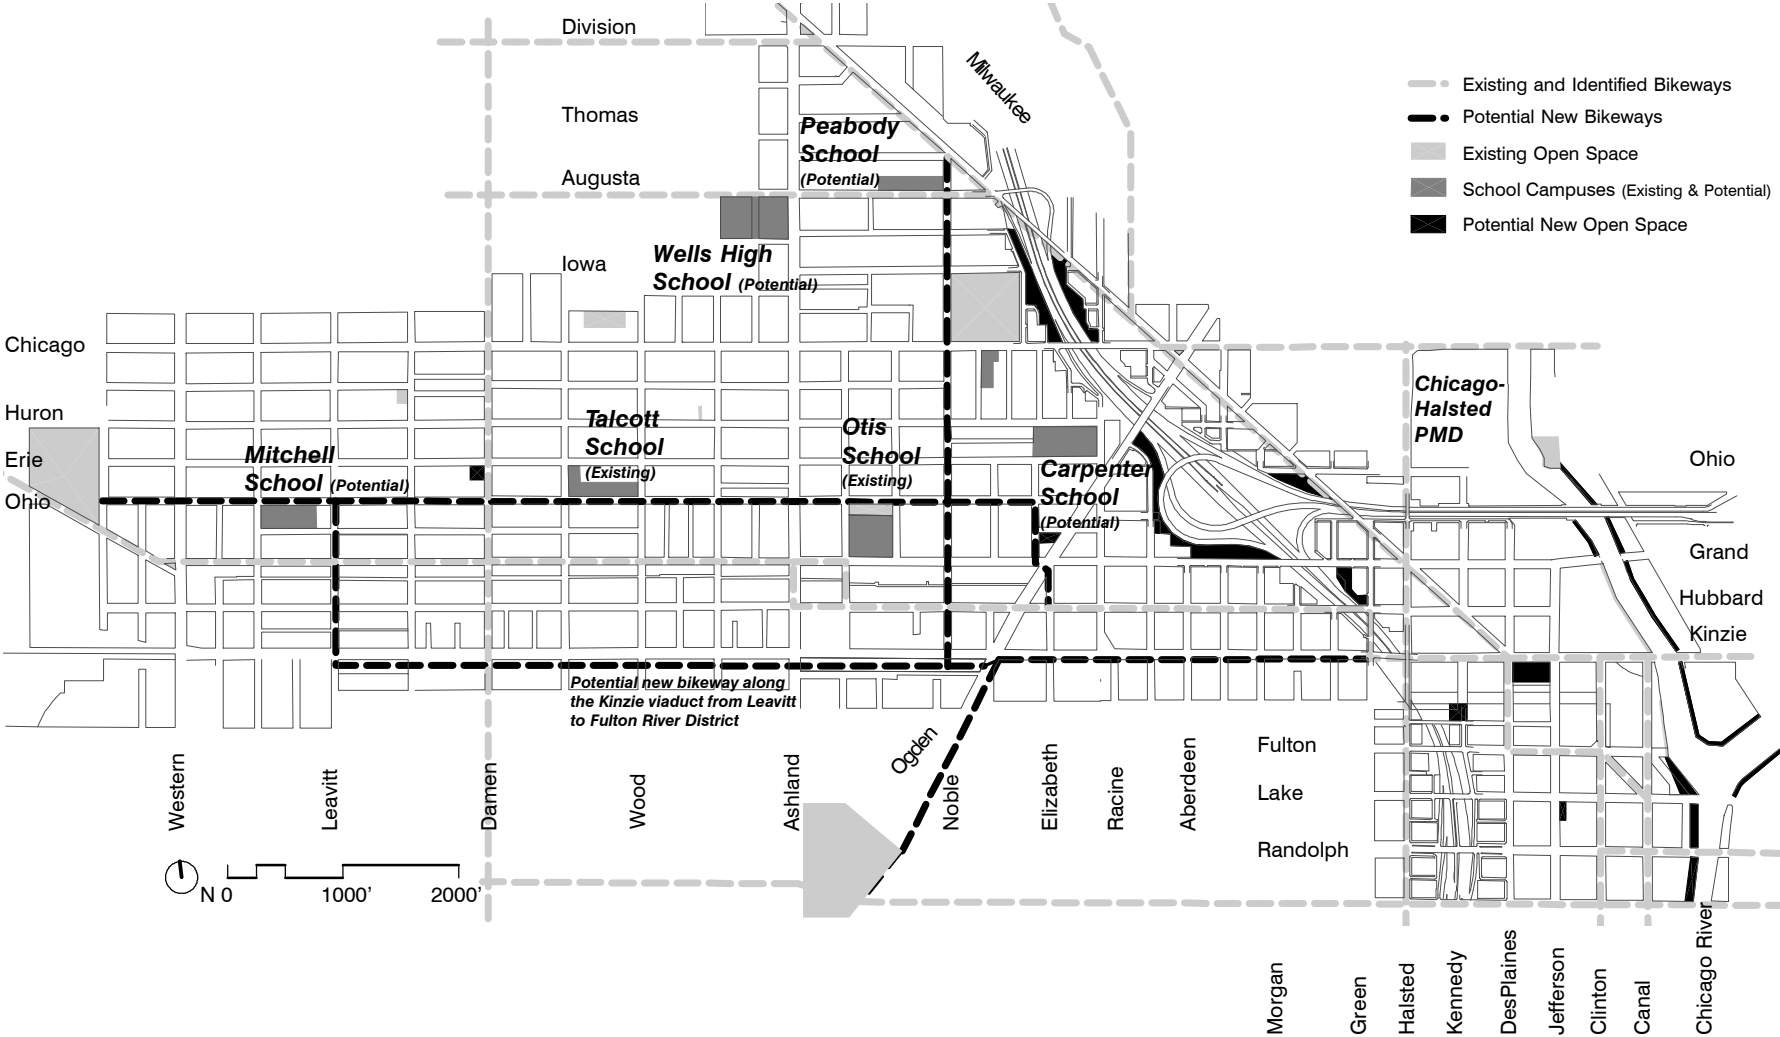 Division
Milwaukee
Existing and Identified Bikeways
Potential New Bikeways
Existing Open Space
School Campuses (Existing & Potential)
Potential New Open Space
Thomas
Peabody
School
(Potential)
Augusta
Iowa
Wells High
School (Potential)
Chicago
Huron
Erie
Ohio
Mitchell
School (Potential)
Talcott
School
(Existing)
Otis
School
(Existing)
Carpenter
School
(Potential)
Chicago-
Halsted
PMD
Ohio
Grand
Hubbard
Kinzie
Potential new bikeway along
the Kinzie viaduct from Leavitt
to Fulton River District
Fulton
Lake
Randolph
Western
Leavitt
Damen
Wood
Ashland
Ogden
Noble
Elizabeth
Racine
Aberdeen
N 0
1000'
2000'
Morgan
Green
Halsted
Kennedy
DesPlaines
Jefferson
Clinton
Canal
Chicago River